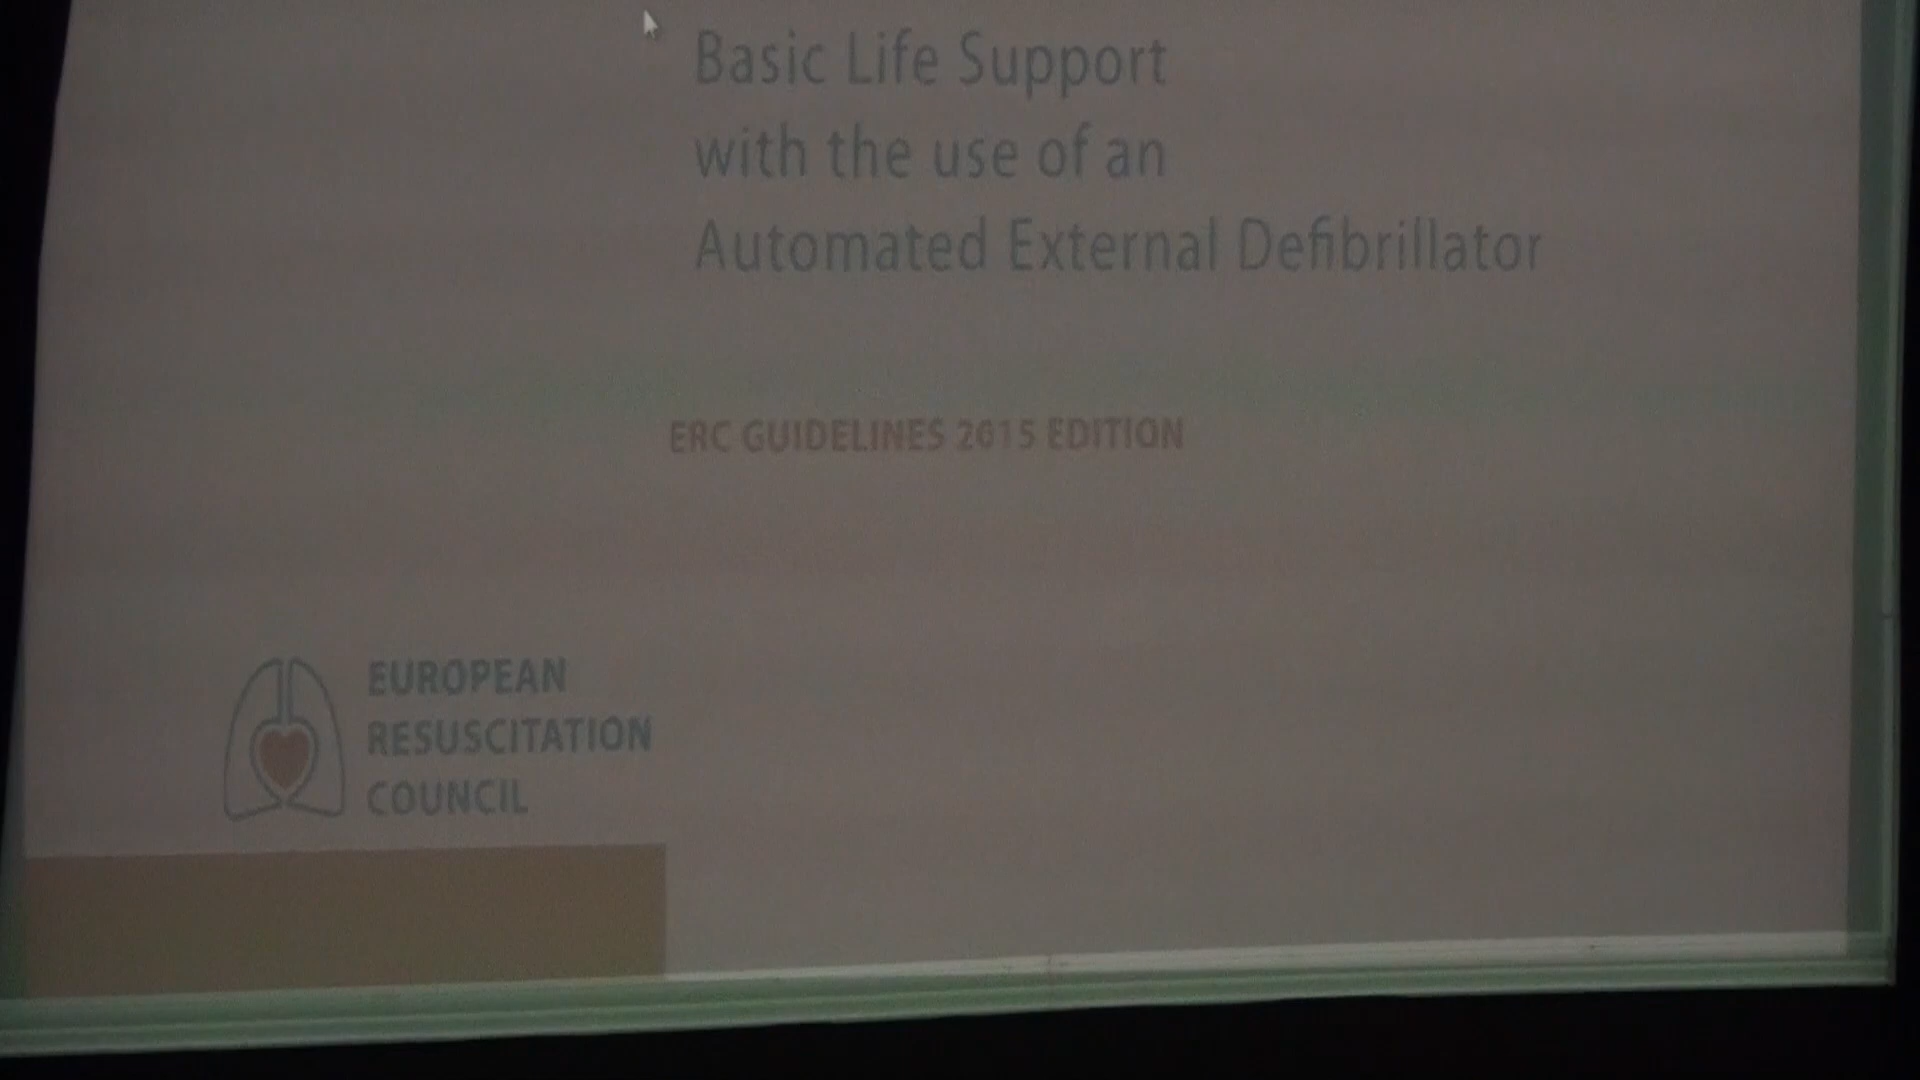 Basic Life Support
with the use of an
Automated External Defibrillator
ERC GUIDELINES 2015 EDITION
EUROPEAN
RESUSCITATION
COUNCIL